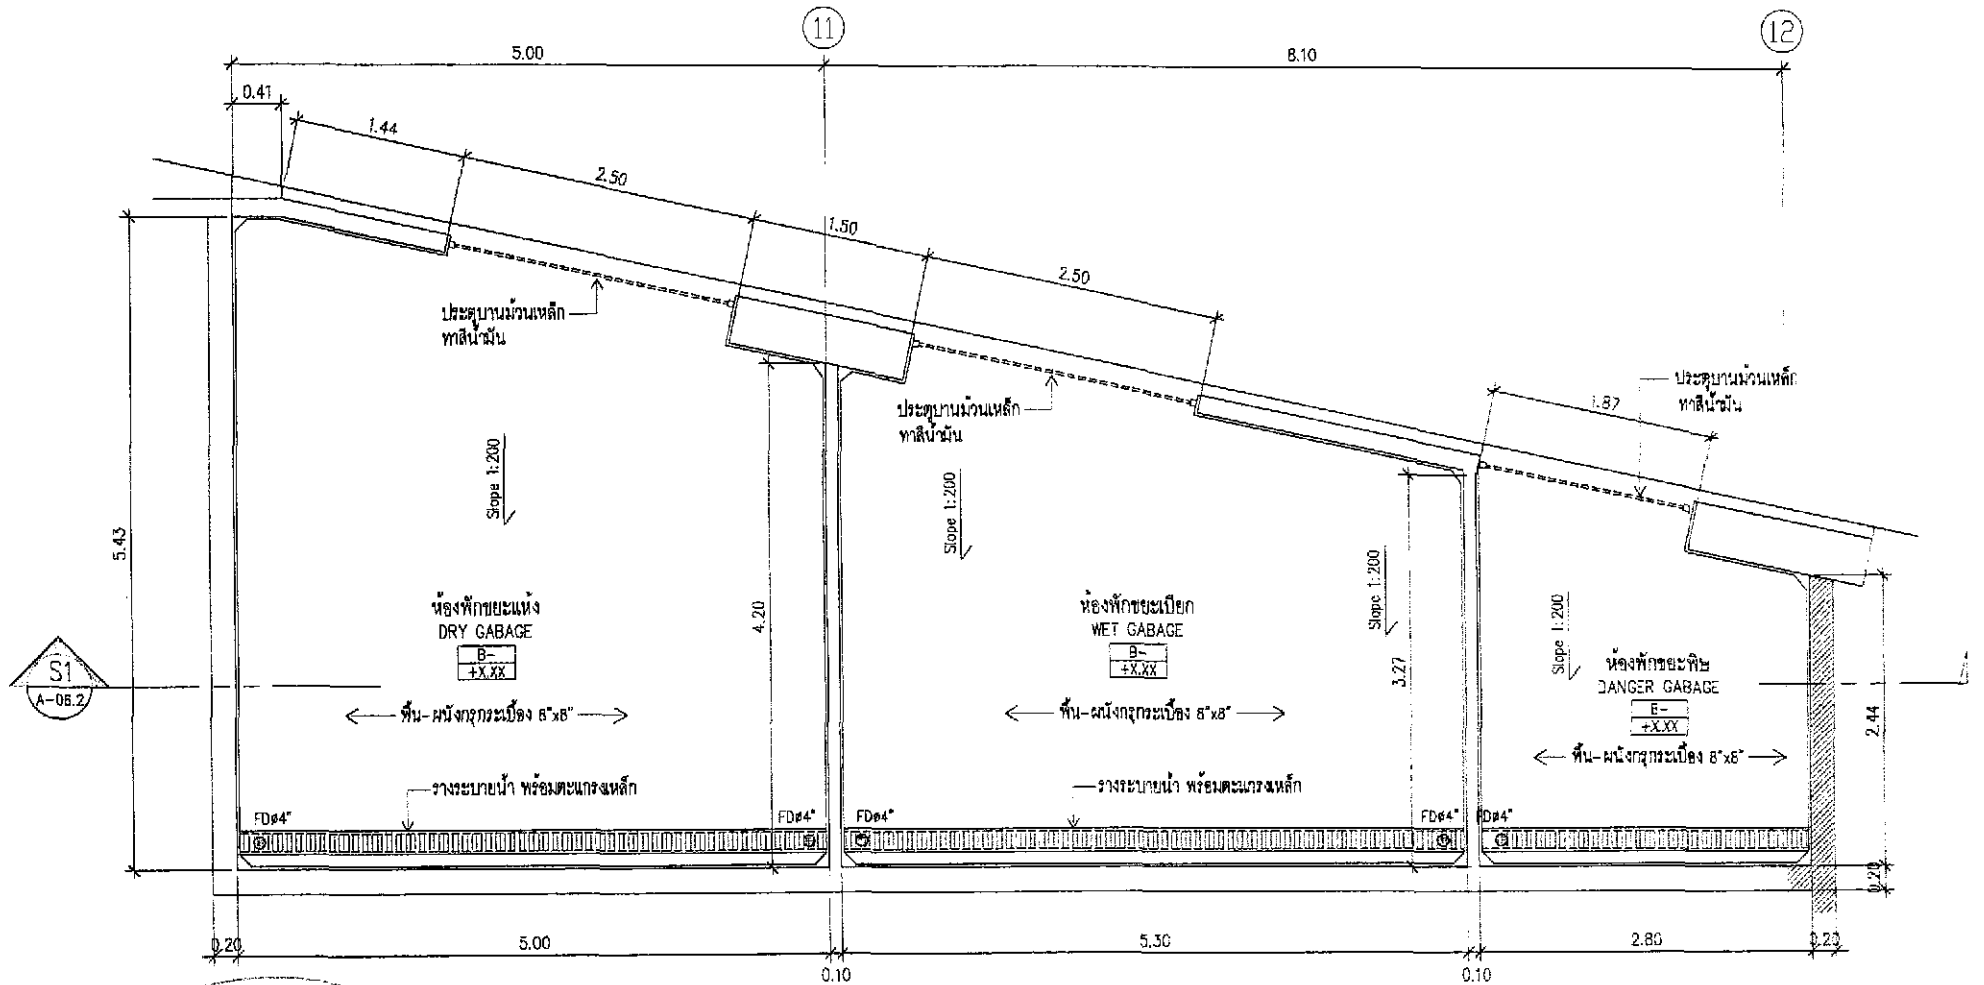 11
12
5.00
8.10
0.41
1.44
2.50
1.50
2.50
1.87
ประตูบานม้วนเหล็ก
ทาสีน้ำมัน
ประตูบานม้วนเหล็ก
ทาสีน้ำมัน
ประตูบานม้วนเหล็ก
ทาสีน้ำมัน
Slope 1:200
Slope 1:200
Slope 1:200
Slope 1:200
5.43
4.20
3.27
2.44
ห้องพักขยะแห้ง
DRY GABAGE
B-
+X.XX
ห้องพักขยะเปียก
WET GABAGE
B-
+X.XX
ห้องพักขยะพิษ
DANGER GABAGE
B-
+X.XX
S1
A-06.2
พื้น-ผนังกรุกระเบื้อง 8"x8"
พื้น-ผนังกรุกระเบื้อง 8"x8"
พื้น-ผนังกรุกระเบื้อง 8"x8"
รางระบายน้ำ พร้อมตะแกรงเหล็ก
รางระบายน้ำ พร้อมตะแกรงเหล็ก
FDø4"
FDø4"
FDø4"
FDø4"
FDø4"
0.20
0.20
5.00
0.10
5.30
0.10
2.80
0.20